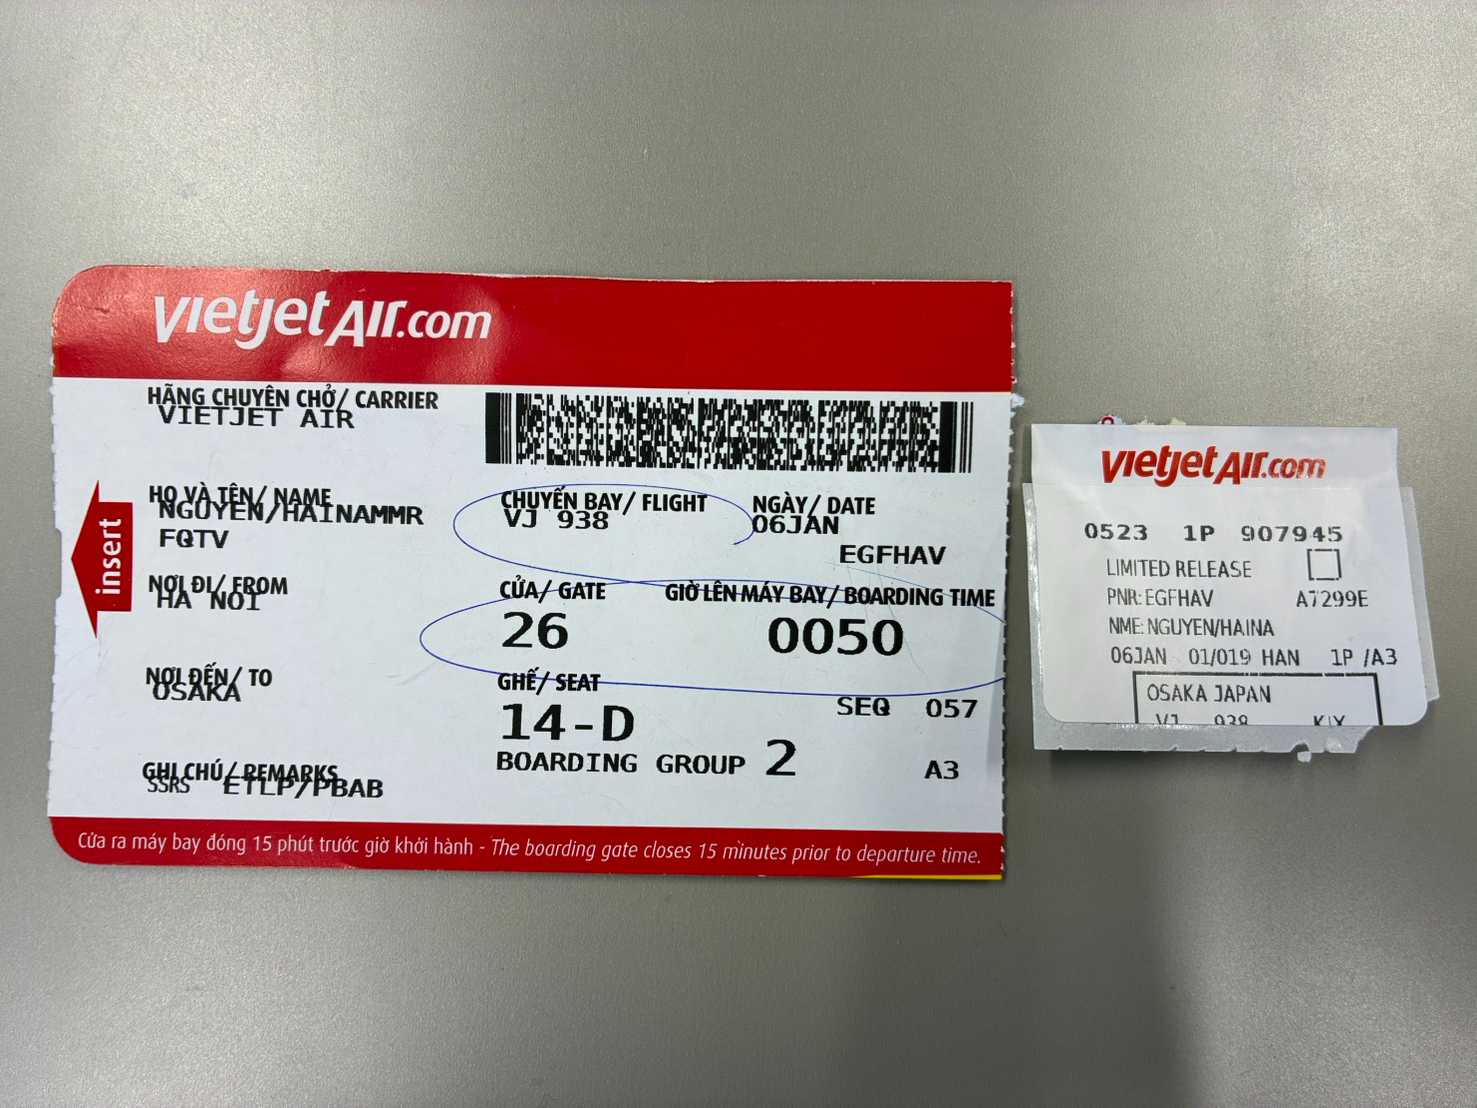 vietjetAir.com
HÃNG CHUYÊN CHỞ/ CARRIER
VIETJET AIR
HỌ VÀ TÊN/ NAME
NGUYEN/HAINAMMR
FQTV
CHUYẾN BAY/ FLIGHT
VJ 938
NGÀY/ DATE
06JAN
EGFHAV
insert
NƠI ĐI/ FROM
HA NOI
CỬA/ GATE
26
GIỜ LÊN MÁY BAY/ BOARDING TIME
0050
NƠI ĐẾN/ TO
OSAKA
GHẾ/ SEAT
14-D
SEQ 057
BOARDING GROUP 2
A3
GHI CHÚ/ REMARKS
SSRS ETLP/PBAB
Cửa ra máy bay đóng 15 phút trước giờ khởi hành - The boarding gate closes 15 minutes prior to departure time.
vietjetAir.com
0523 1P 907945
LIMITED RELEASE
PNR:EGFHAV A7299E
NME:NGUYEN/HAINA
06JAN 01/019 HAN 1P /A3
OSAKA JAPAN
VJ 938 KIX